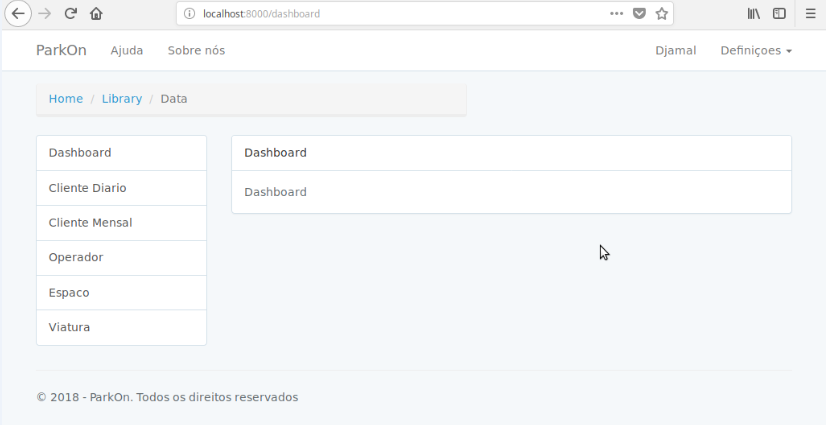 localhost:8000/dashboard
ParkOn Ajuda Sobre nós Djamal Definiçoes
Home / Library / Data
Dashboard
Cliente Diario
Cliente Mensal
Operador
Espaco
Viatura
Dashboard
Dashboard
© 2018 - ParkOn. Todos os direitos reservados